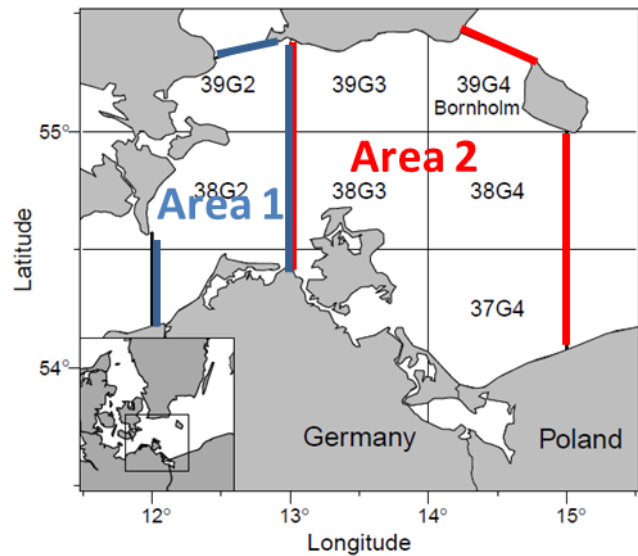 39G2 39G3 39G4
Bornholm
55°
Area 2
38G2 38G3 38G4
Area 1
Latitude
37G4
54°
Germany Poland
12° 13° 14° 15°
Longitude